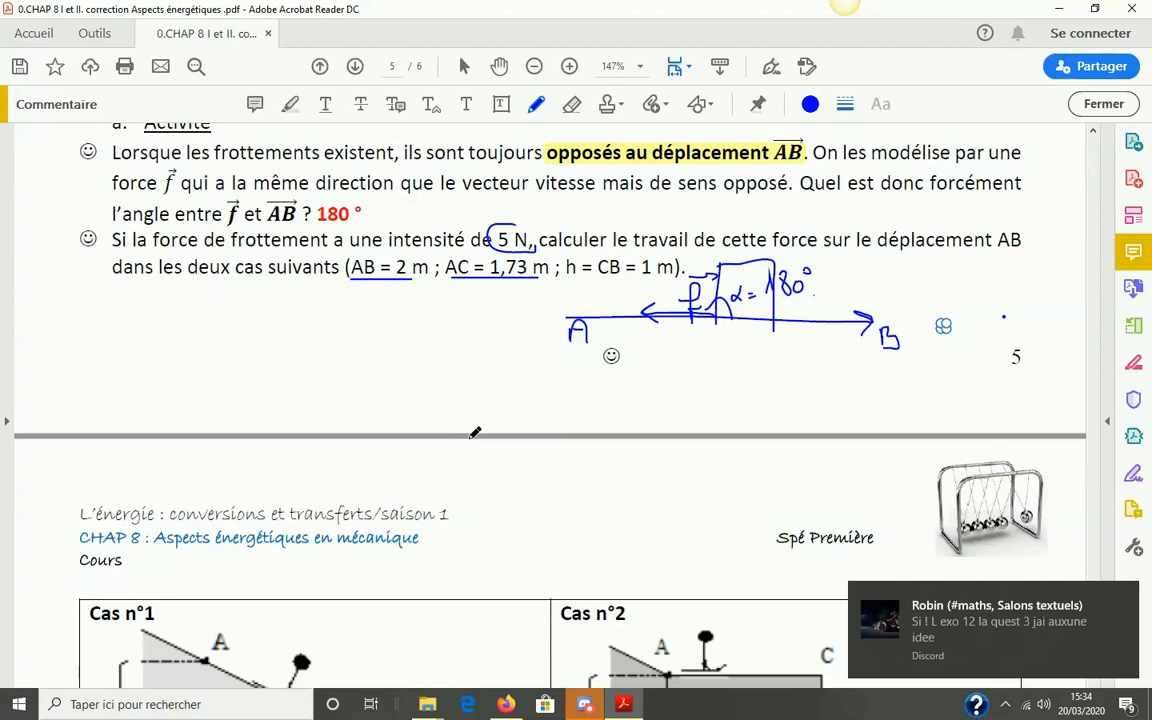 0.CHAP 8 I et II. correction Aspects énergétiques .pdf - Adobe Acrobat Reader DC
Accueil
Outils
0.CHAP 8 I et II. co...
Se connecter
5 / 6
147%
Partager
Commentaire
Aa
Fermer
a. Activité
Lorsque les frottements existent, ils sont toujours opposés au déplacement AB. On les modélise par une
force f qui a la même direction que le vecteur vitesse mais de sens opposé. Quel est donc forcément
l'angle entre f et AB ? 180 °
Si la force de frottement a une intensité de 5 N, calculer le travail de cette force sur le déplacement AB
dans les deux cas suivants (AB = 2 m ; AC = 1,73 m ; h = CB = 1 m).
f α = 180°
A
B
5
L'énergie : conversions et transferts/saison 1
CHAP 8 : Aspects énergétiques en mécanique
Spé Première
Cours
Cas n°1
Cas n°2
A
A
C
Robin (#maths, Salons textuels)
Si ! L exo 12 la quest 3 jai auxune
idee
Discord
Taper ici pour rechercher
15:34
20/03/2020
9